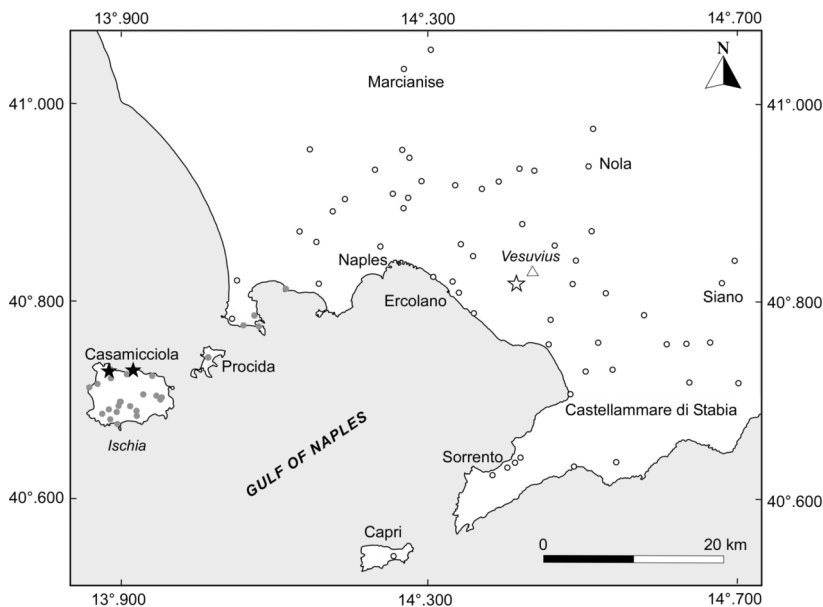 13°.900 14°.300 14°.700
N
Marcianise
41°.000 41°.000
Nola
Vesuvius
Naples
Siano
40°.800 Ercolano 40°.800
Casamicciola
Procida
Castellammare di Stabia
Ischia
GULF OF NAPLES
Sorrento
40°.600 40°.600
Capri
0 20 km
13°.900 14°.300 14°.700